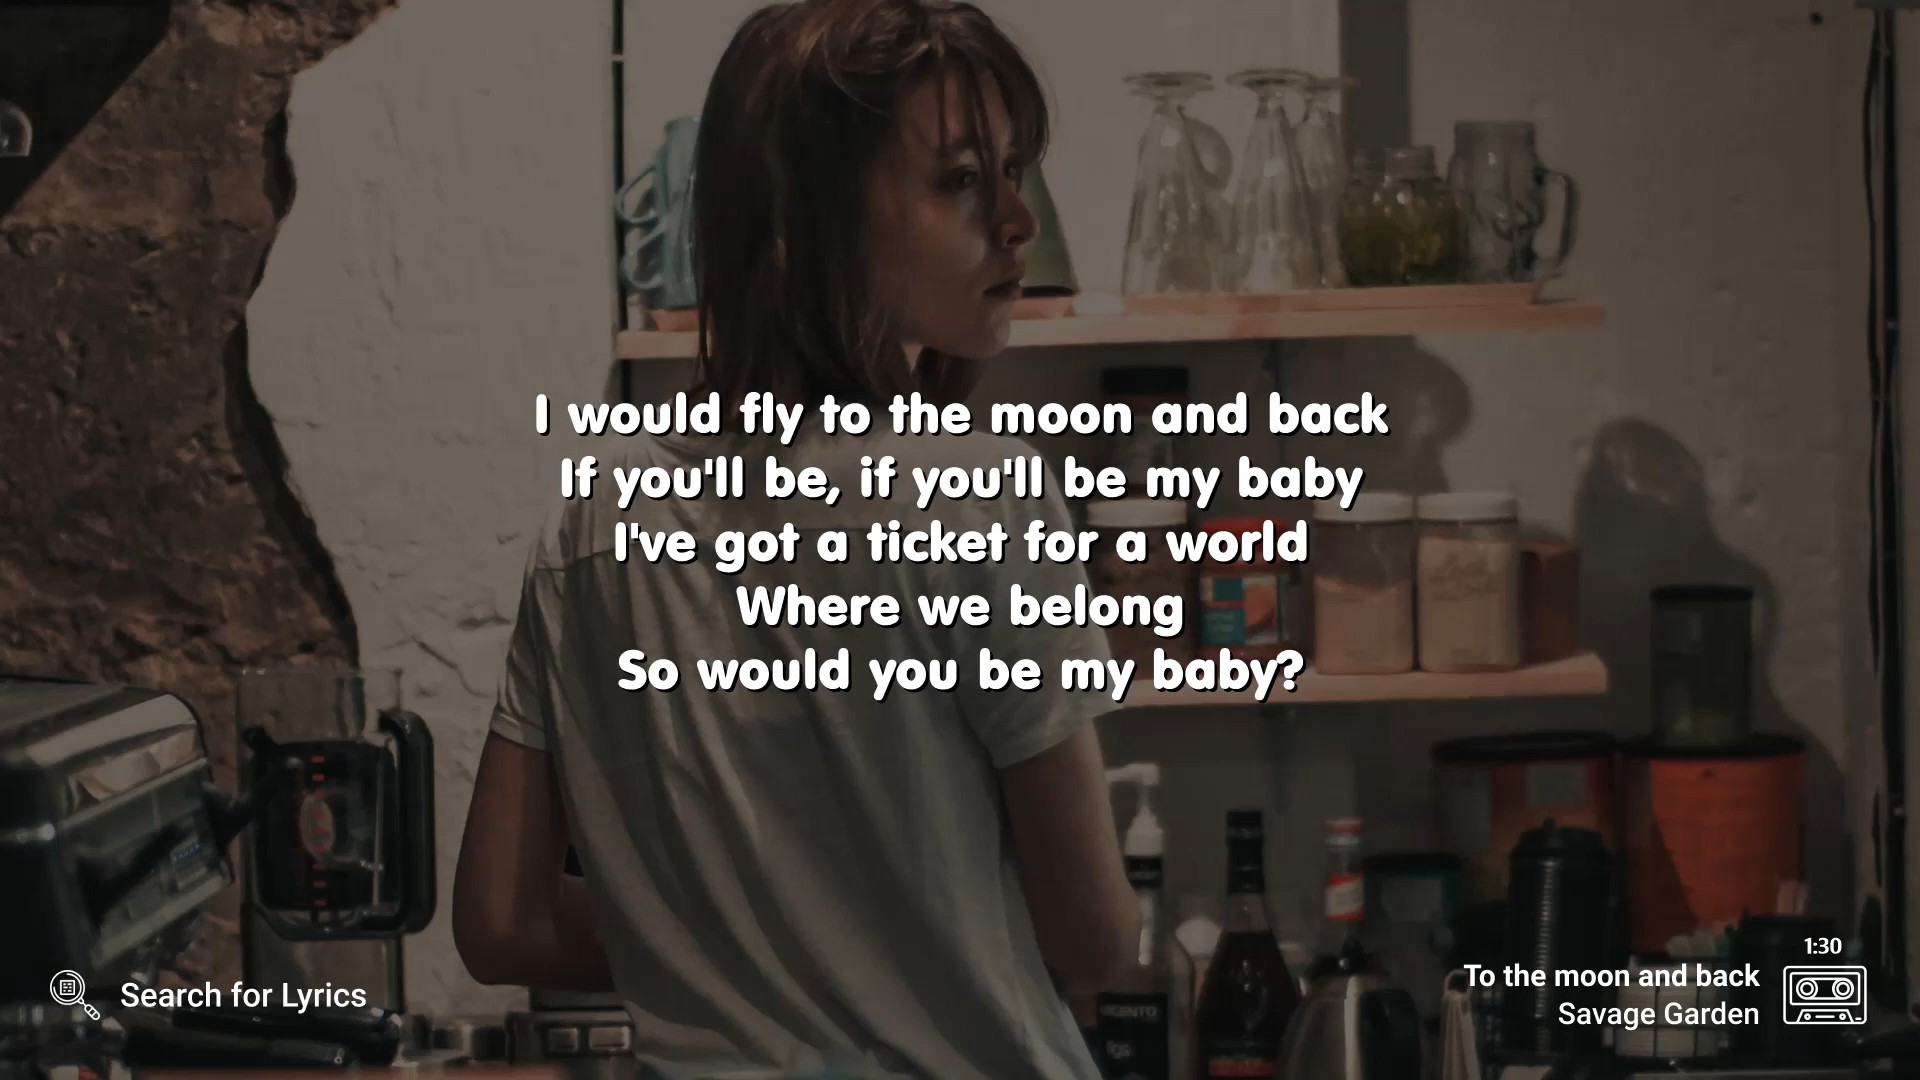 I would fly to the moon and back
If you'll be, if you'll be my baby
I've got a ticket for a world
Where we belong
So would you be my baby?
Search for Lyrics
1:30
To the moon and back
Savage Garden